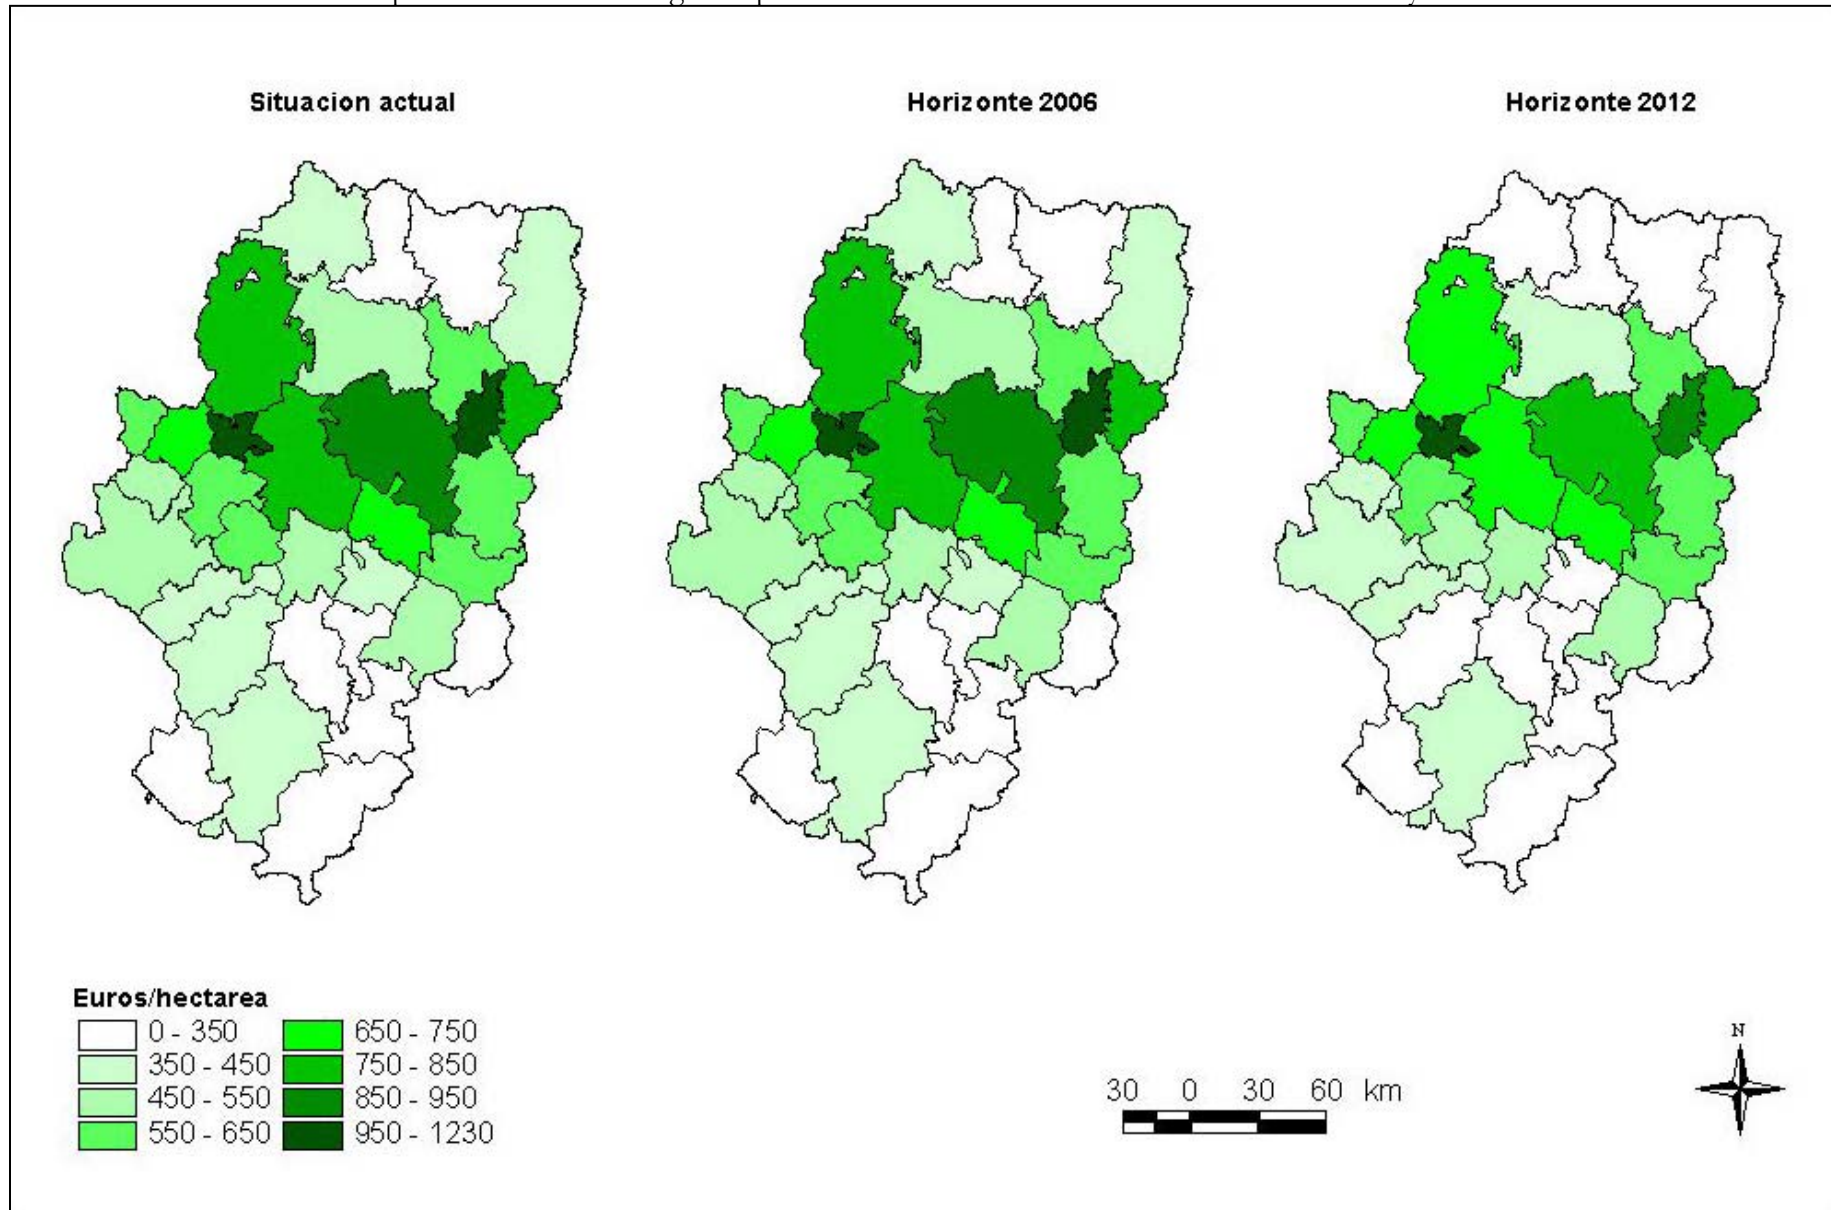 Situacion actual
Horizonte 2006
Horizonte 2012
Euros/hectarea
0 - 350
350 - 450
450 - 550
550 - 650
650 - 750
750 - 850
850 - 950
950 - 1230
30 0 30 60 km
N